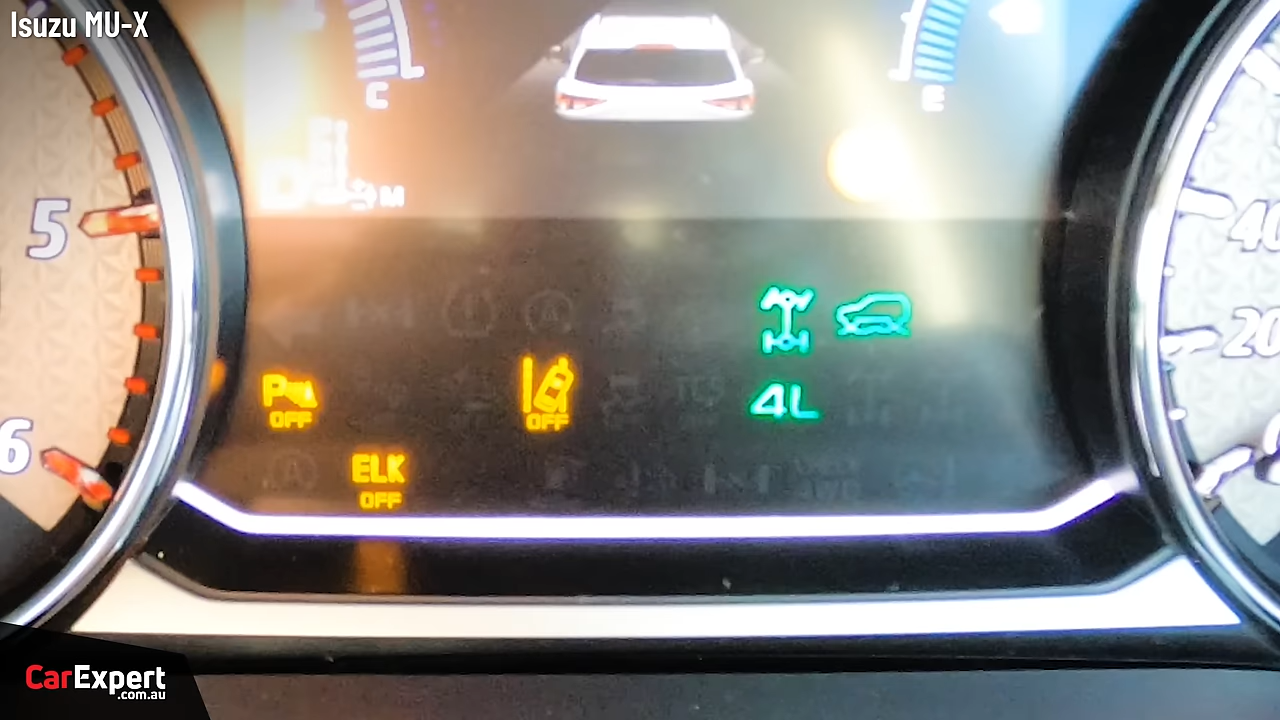 Isuzu MU-X
C
E
M
5
40
20
P OFF
OFF
4L
6
ELK
OFF
CarExpert
.com.au